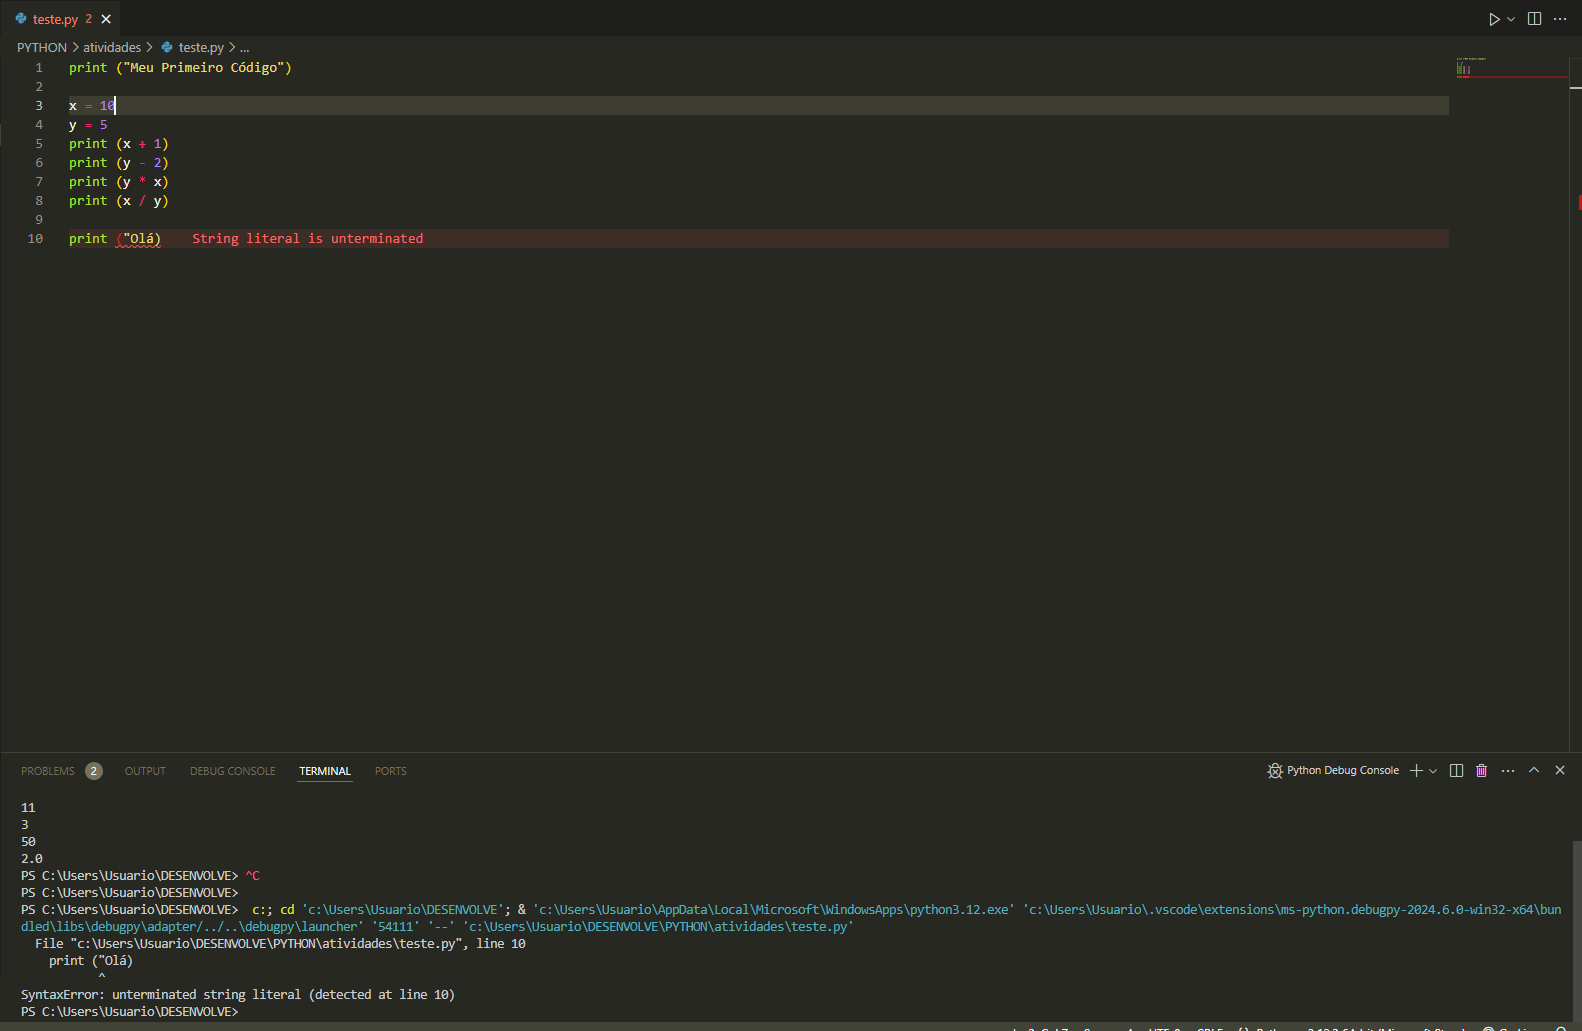 teste.py 2
PYTHON > atividades > teste.py > ...
1 print ("Meu Primeiro Código")
2
3 x = 10
4 y = 5
5 print (x + 1)
6 print (y - 2)
7 print (y * x)
8 print (x / y)
9
10 print ("Olá) String literal is unterminated
PROBLEMS 2 OUTPUT DEBUG CONSOLE TERMINAL PORTS Python Debug Console
11
3
50
2.0
PS C:\Users\Usuario\DESENVOLVE> ^C
PS C:\Users\Usuario\DESENVOLVE>
PS C:\Users\Usuario\DESENVOLVE> c:; cd 'c:\Users\Usuario\DESENVOLVE'; & 'c:\Users\Usuario\AppData\Local\Microsoft\WindowsApps\python3.12.exe' 'c:\Users\Usuario\.vscode\extensions\ms-python.debugpy-2024.6.0-win32-x64\bun
dled\libs\debugpy\adapter/../..\debugpy\launcher' '54111' '--' 'c:\Users\Usuario\DESENVOLVE\PYTHON\atividades\teste.py'
File "c:\Users\Usuario\DESENVOLVE\PYTHON\atividades\teste.py", line 10
print ("Olá)
^
SyntaxError: unterminated string literal (detected at line 10)
PS C:\Users\Usuario\DESENVOLVE>